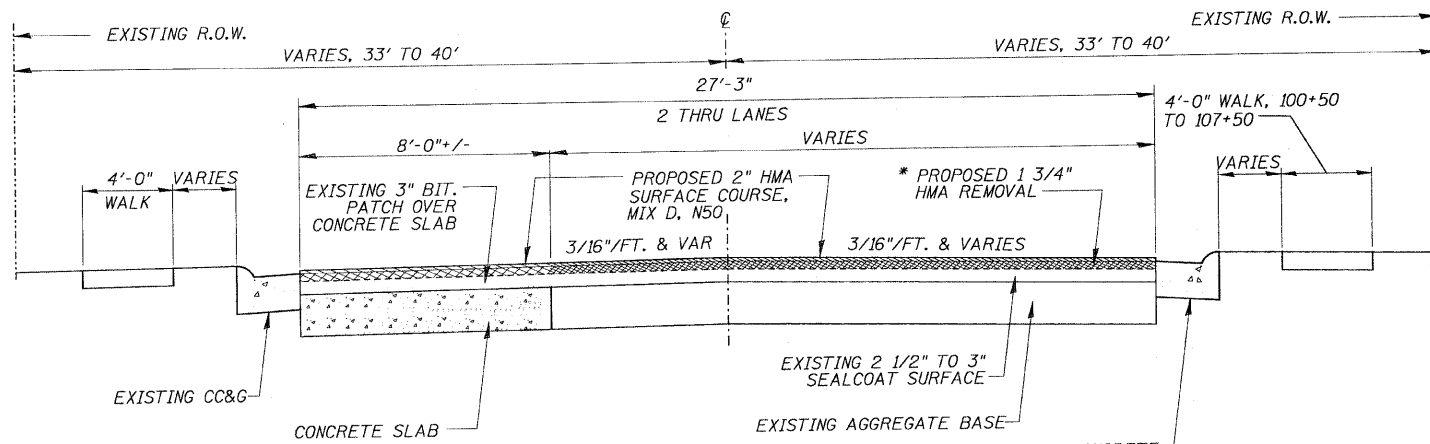 ℄
EXISTING R.O.W.
EXISTING R.O.W.
VARIES, 33' TO 40'
VARIES, 33' TO 40'
27'-3"
2 THRU LANES
4'-0" WALK, 100+50
TO 107+50
8'-0"+/-
VARIES
4'-0"
WALK
VARIES
EXISTING 3" BIT.
PATCH OVER
CONCRETE SLAB
PROPOSED 2" HMA
SURFACE COURSE,
MIX D, N50
* PROPOSED 1 3/4"
HMA REMOVAL
VARIES
3/16"/FT. & VAR
3/16"/FT. & VARIES
EXISTING CC&G
CONCRETE SLAB
EXISTING 2 1/2" TO 3"
SEALCOAT SURFACE
EXISTING AGGREGATE BASE